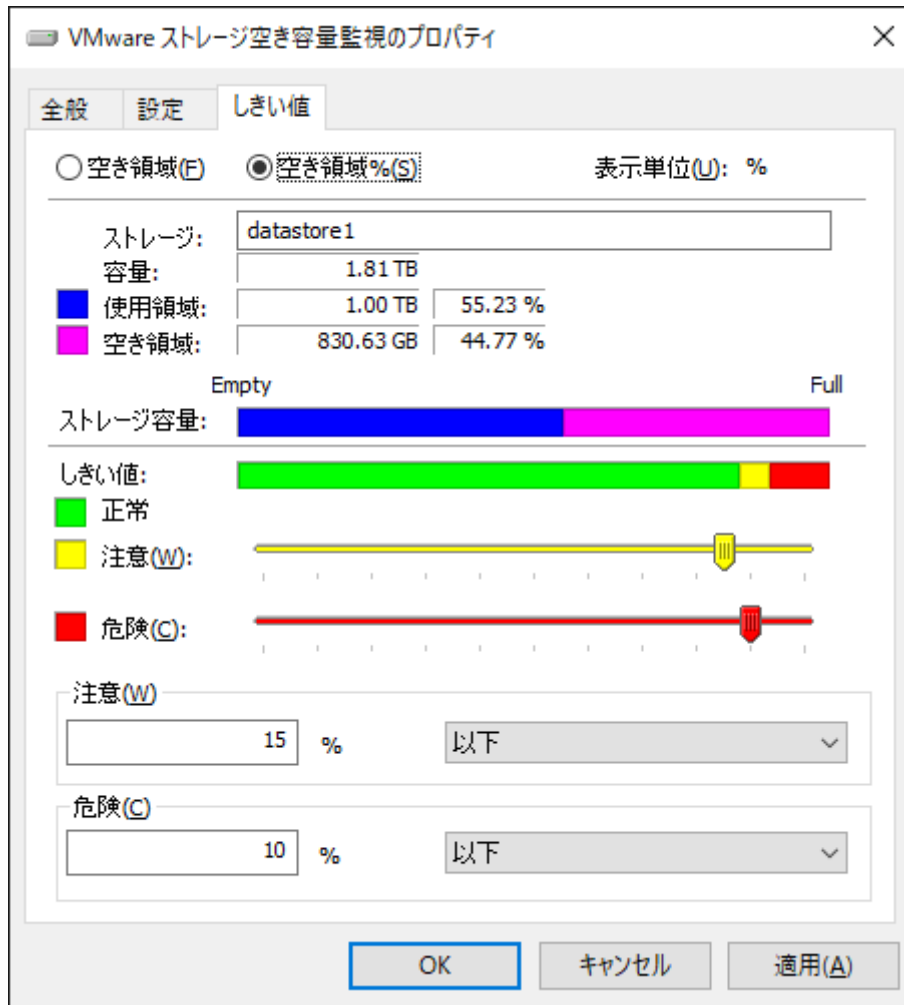 VMware ストレージ空き容量監視のプロパティ
全般 設定 しきい値
空き領域(F) 空き領域%(S) 表示単位(U): %
ストレージ: datastore1
容量: 1.81 TB
使用領域: 1.00 TB 55.23 %
空き領域: 830.63 GB 44.77 %
Empty Full
ストレージ容量:
しきい値:
正常
注意(W):
危険(C):
注意(W)
15 % 以下
危険(C)
10 % 以下
OK キャンセル 適用(A)